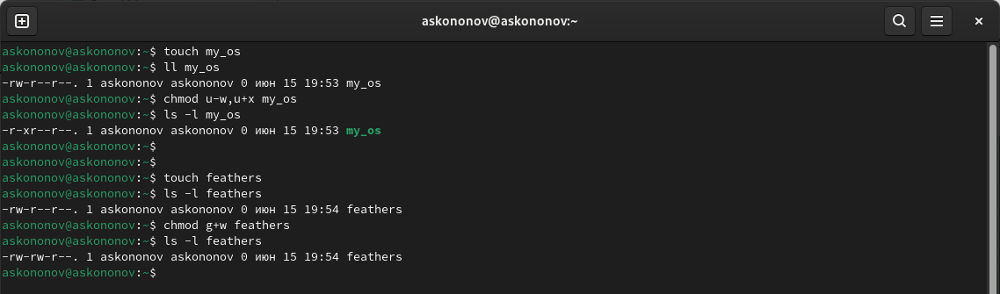 askononov@askononov:~
askononov@askononov:~$ touch my_os
askononov@askononov:~$ ll my_os
-rw-r--r--. 1 askononov askononov 0 июн 15 19:53 my_os
askononov@askononov:~$ chmod u-w,u+x my_os
askononov@askononov:~$ ls -l my_os
-r-xr--r--. 1 askononov askononov 0 июн 15 19:53 my_os
askononov@askononov:~$
askononov@askononov:~$
askononov@askononov:~$ touch feathers
askononov@askononov:~$ ls -l feathers
-rw-r--r--. 1 askononov askononov 0 июн 15 19:54 feathers
askononov@askononov:~$ chmod g+w feathers
askononov@askononov:~$ ls -l feathers
-rw-rw-r--. 1 askononov askononov 0 июн 15 19:54 feathers
askononov@askononov:~$